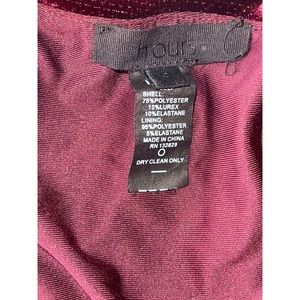 Hours
SHELL:
75%POLYESTER
15%LUREX
10%ELASTANE
LINING:
95%POLYESTER
5%ELASTANE
MADE IN CHINA
RN 132829
DRY CLEAN ONLY